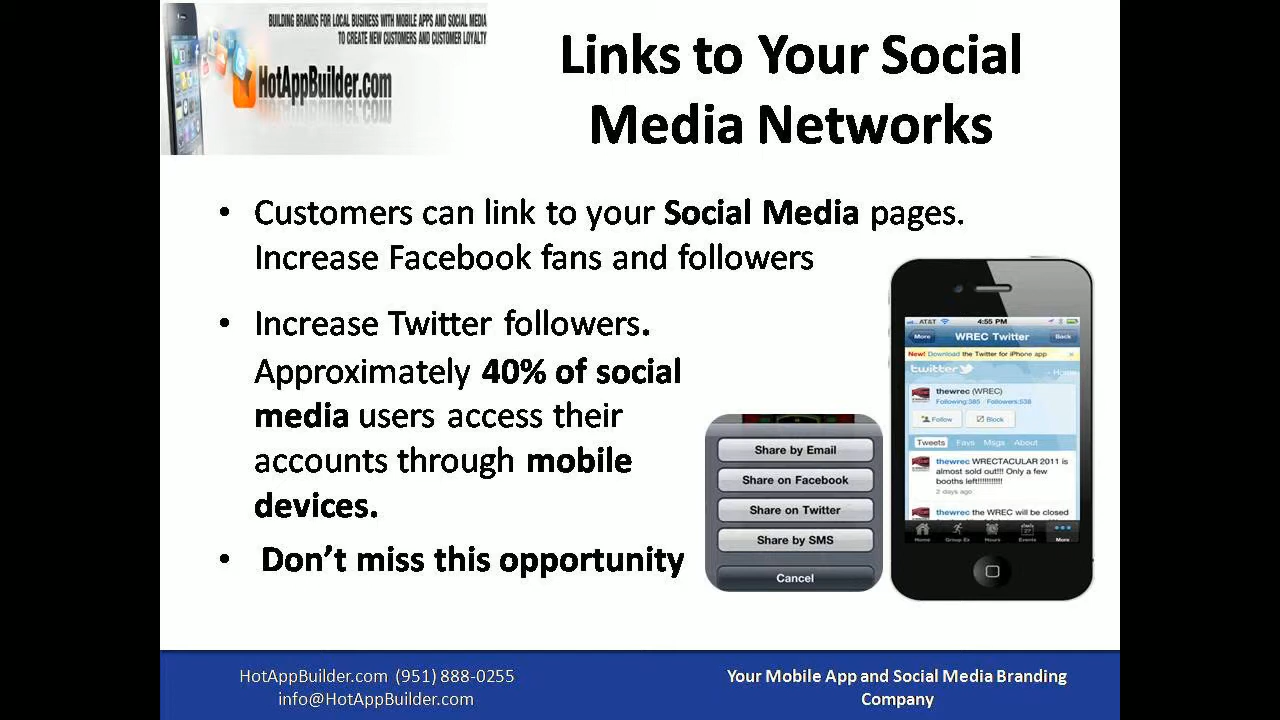 BUILDING BRANDS FOR LOCAL BUSINESS WITH MOBILE APPS AND SOCIAL MEDIA
TO CREATE NEW CUSTOMERS AND CUSTOMER LOYALTY
HotAppBuilder.com
Links to Your Social
Media Networks
• Customers can link to your Social Media pages.
Increase Facebook fans and followers
• Increase Twitter followers.
Approximately 40% of social
media users access their
accounts through mobile
devices.
• Don't miss this opportunity
Share by Email
Share on Facebook
Share on Twitter
Share by SMS
Cancel
AT&T 4:55 PM
More WREC Twitter Back
New! Download the Twitter for iPhone app ×
twitter Home
thewrec (WREC)
Following:385 Followers:538
Follow Block
Tweets Favs Msgs About
thewrec WRECTACULAR 2011 is
almost sold out!!! Only a few
booths left!!!!!!!!!!!
2 days ago
thewrec the WREC will be closed
Home Group Ex Hours Events More
HotAppBuilder.com (951) 888-0255
info@HotAppBuilder.com
Your Mobile App and Social Media Branding
Company